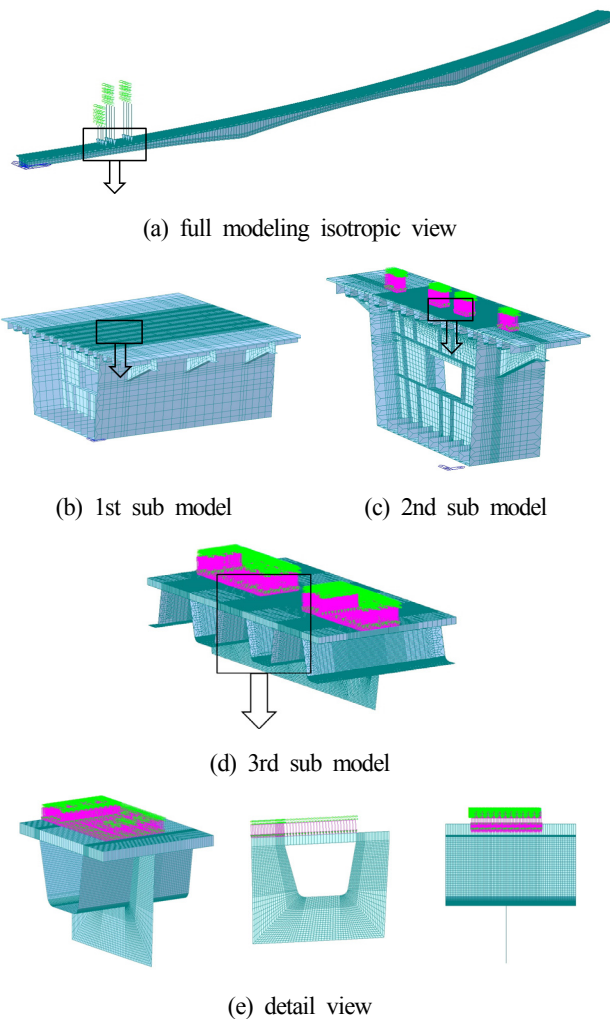 (a) full modeling isotropic view
(b) 1st sub model
(c) 2nd sub model
(d) 3rd sub model
(e) detail view